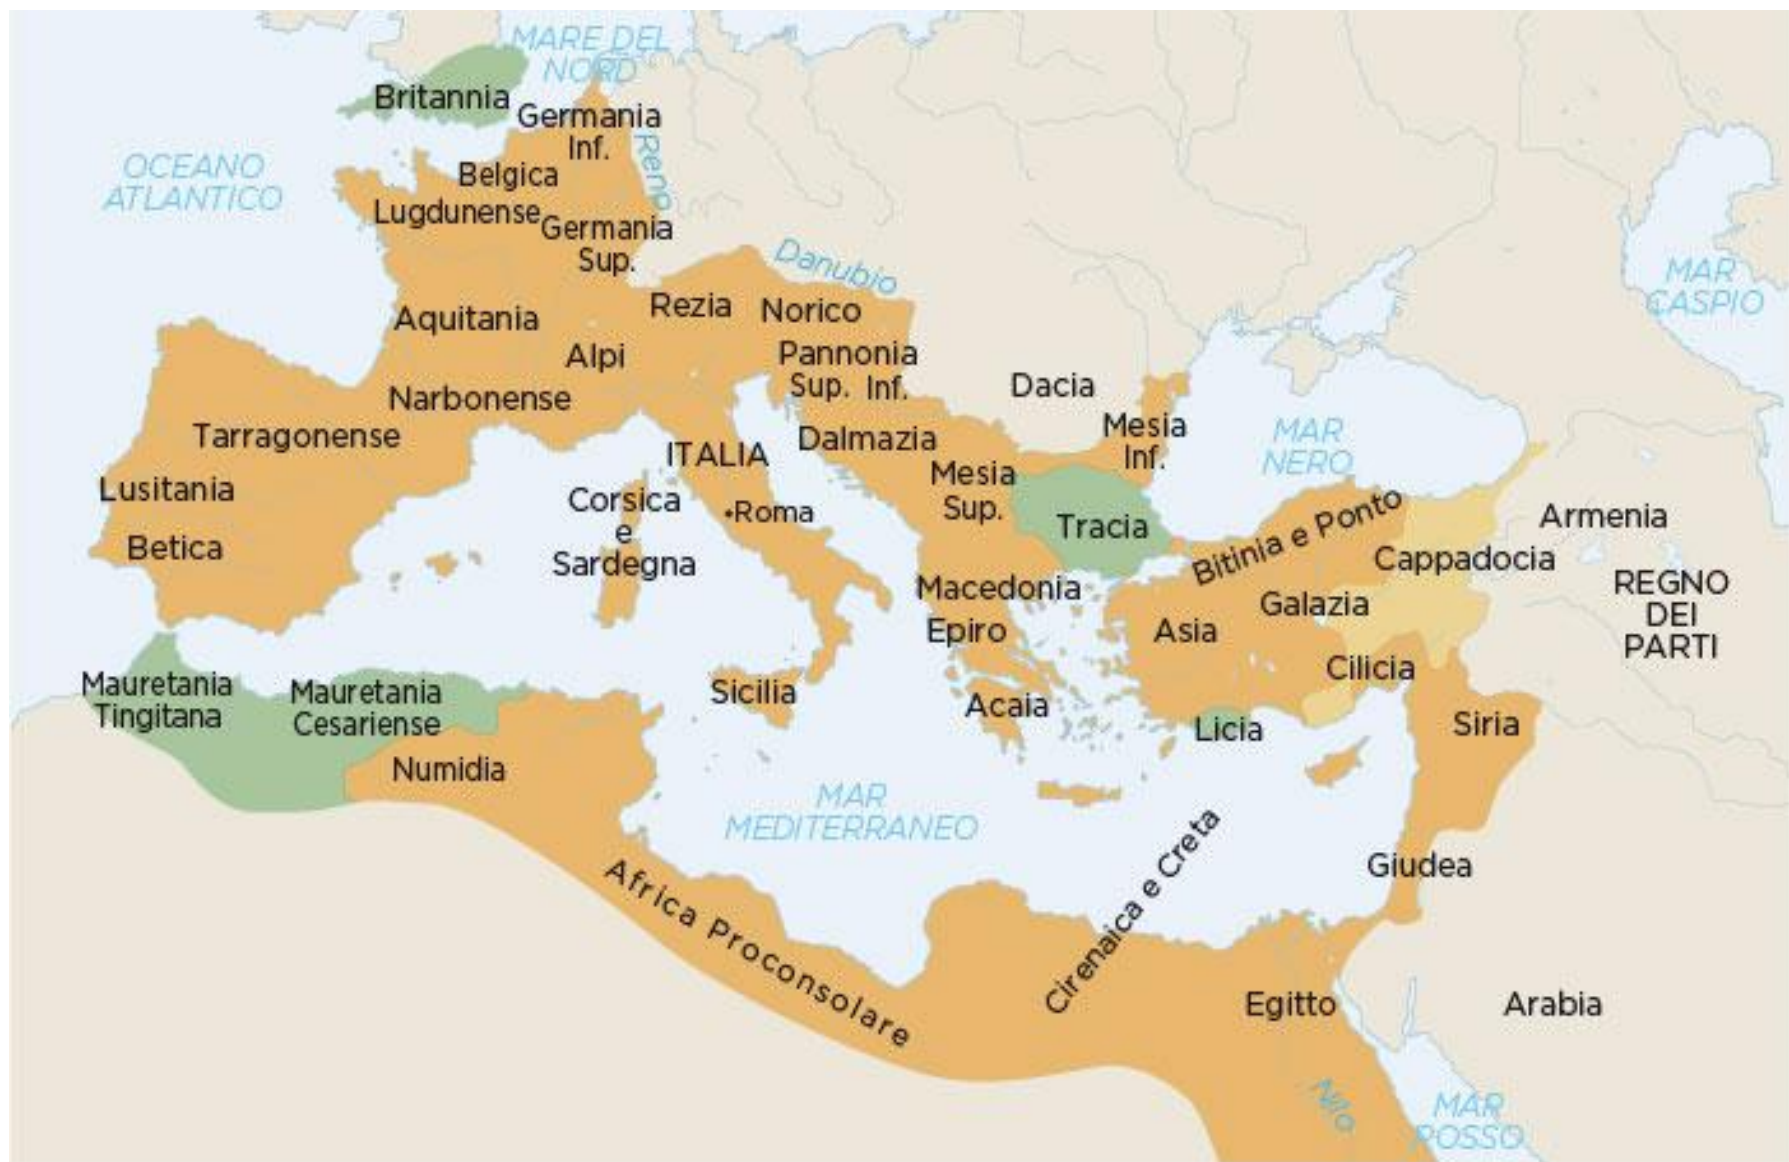 MARE DEL
NORD
Britannia
Germania
Inf.
Reno
OCEANO
ATLANTICO
Belgica
Lugdunense
Germania
Sup.
Danubio
MAR
CASPIO
Rezia
Norico
Aquitania
Alpi
Pannonia
Sup. Inf.
Dacia
Narbonense
Tarragonense
ITALIA
Dalmazia
Mesia
Inf.
MAR
NERO
Mesia
Sup.
Lusitania
Corsica
e
Sardegna
Roma
Tracia
Bitinia e Ponto
Armenia
Betica
Cappadocia
Macedonia
Galazia
REGNO
DEI
PARTI
Epiro
Asia
Cilicia
Mauretania
Tingitana
Mauretania
Cesariense
Sicilia
Acaia
Licia
Siria
Numidia
MAR
MEDITERRANEO
Giudea
Africa Proconsolare
Cirenaica e Creta
Egitto
Arabia
Nilo
MAR
ROSSO